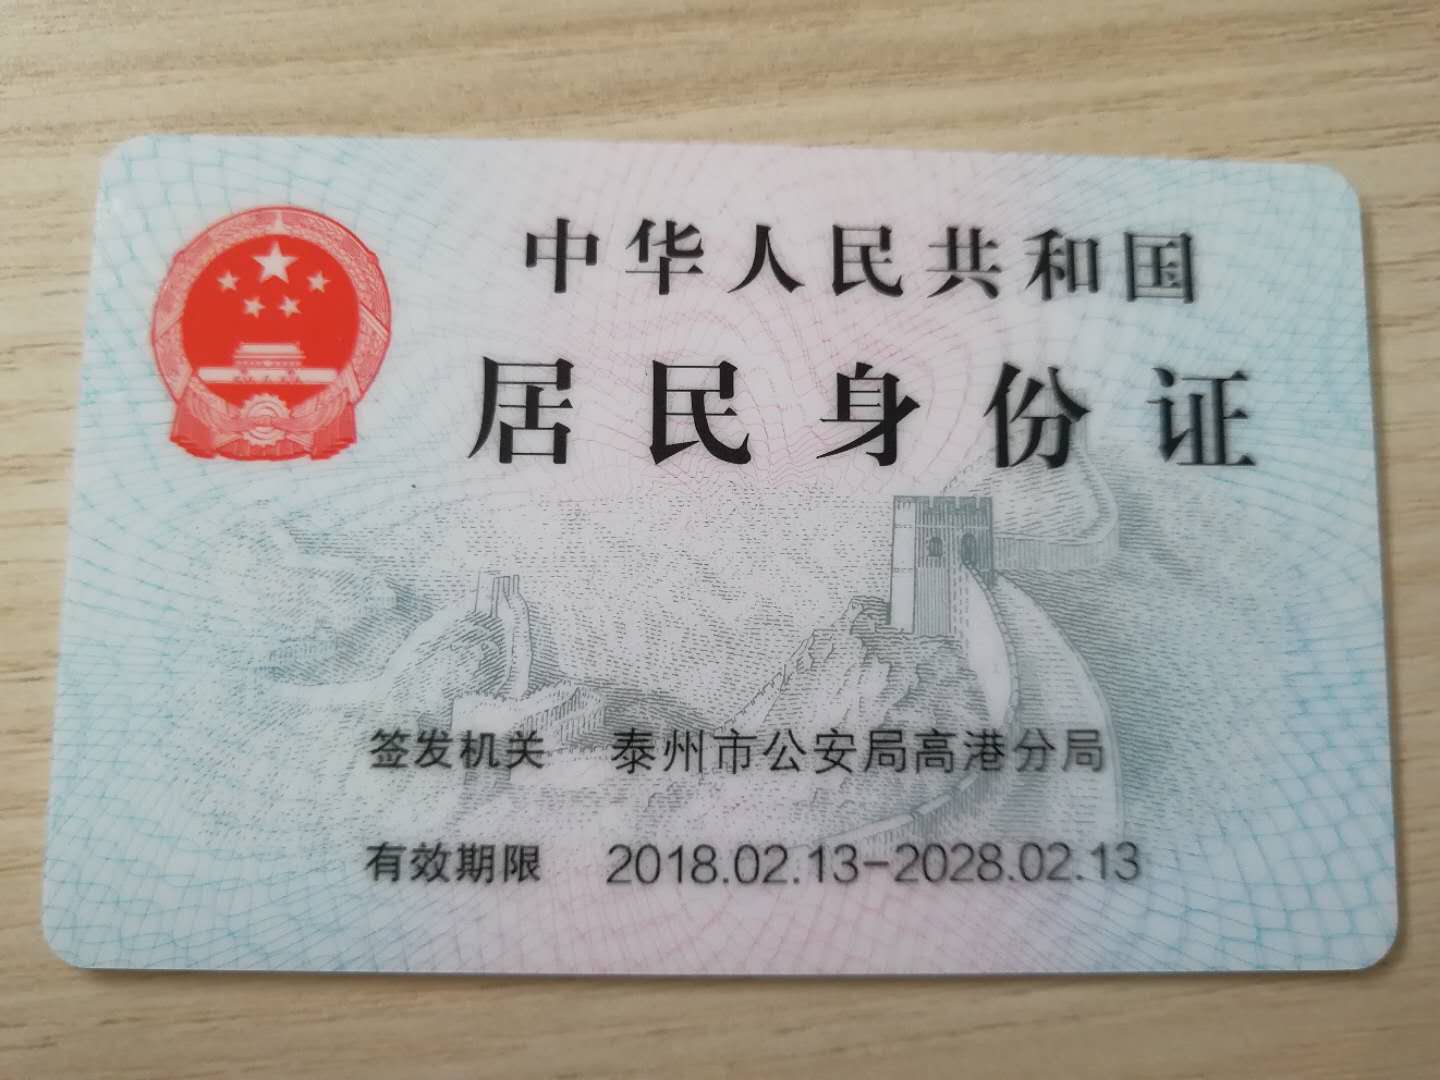 中华人民共和国
居民身份证
签发机关 泰州市公安局高港分局
有效期限 2018.02.13-2028.02.13